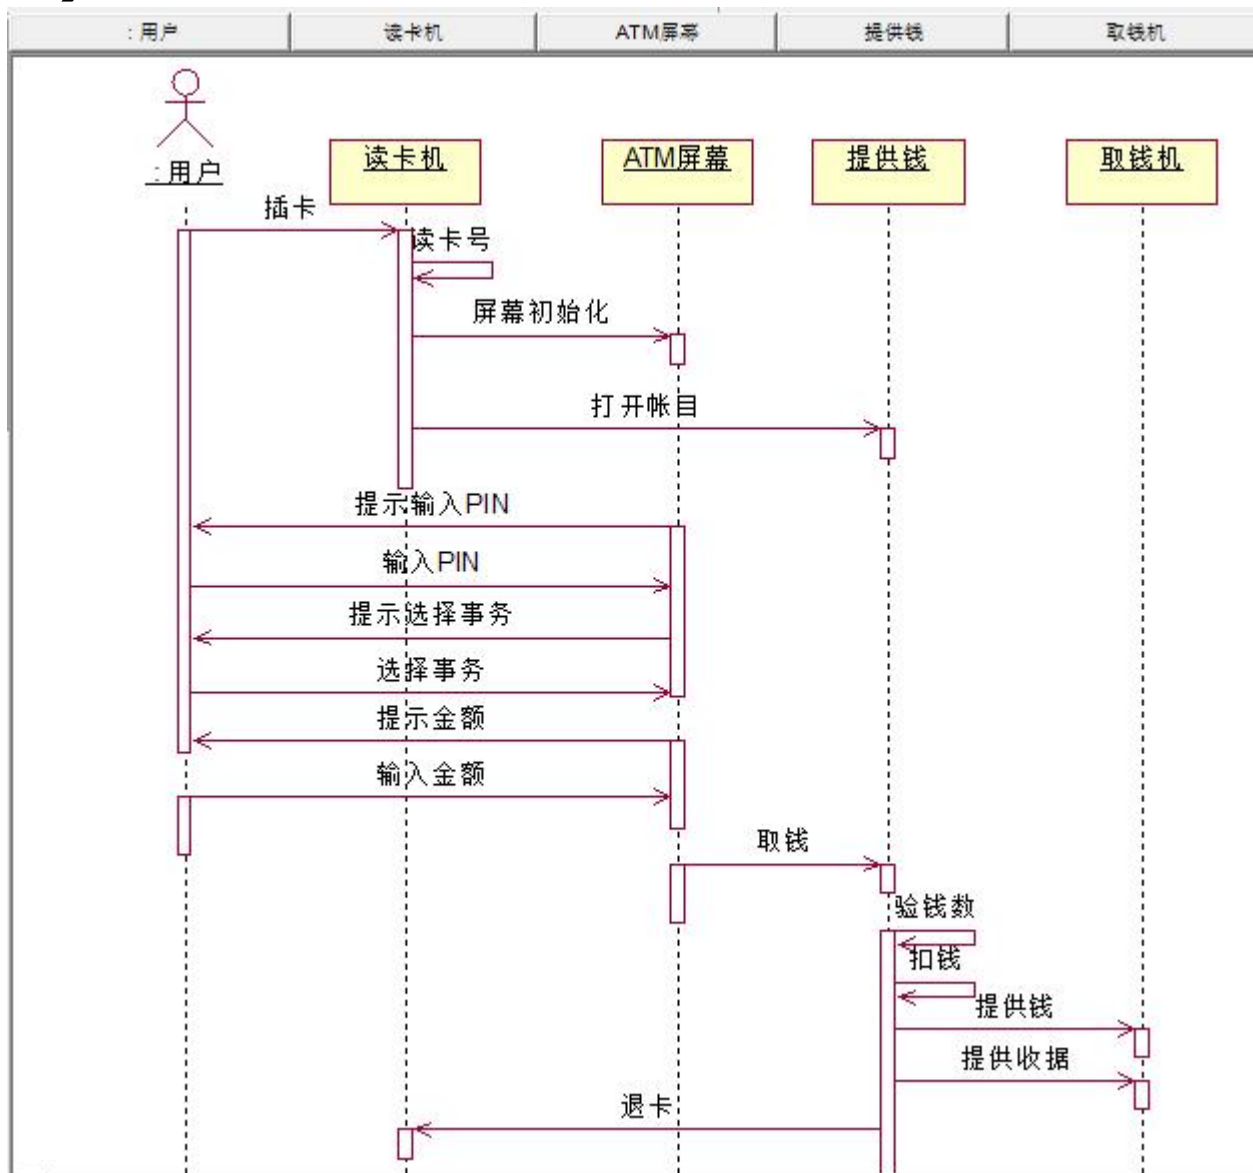 : 用户
读卡机
ATM屏幕
提供钱
取钱机
: 用户
读卡机
ATM屏幕
提供钱
取钱机
插卡
读卡号
屏幕初始化
打开帐目
提示输入PIN
输入PIN
提示选择事务
选择事务
提示金额
输入金额
取钱
验钱数
扣钱
提供钱
提供收据
退卡